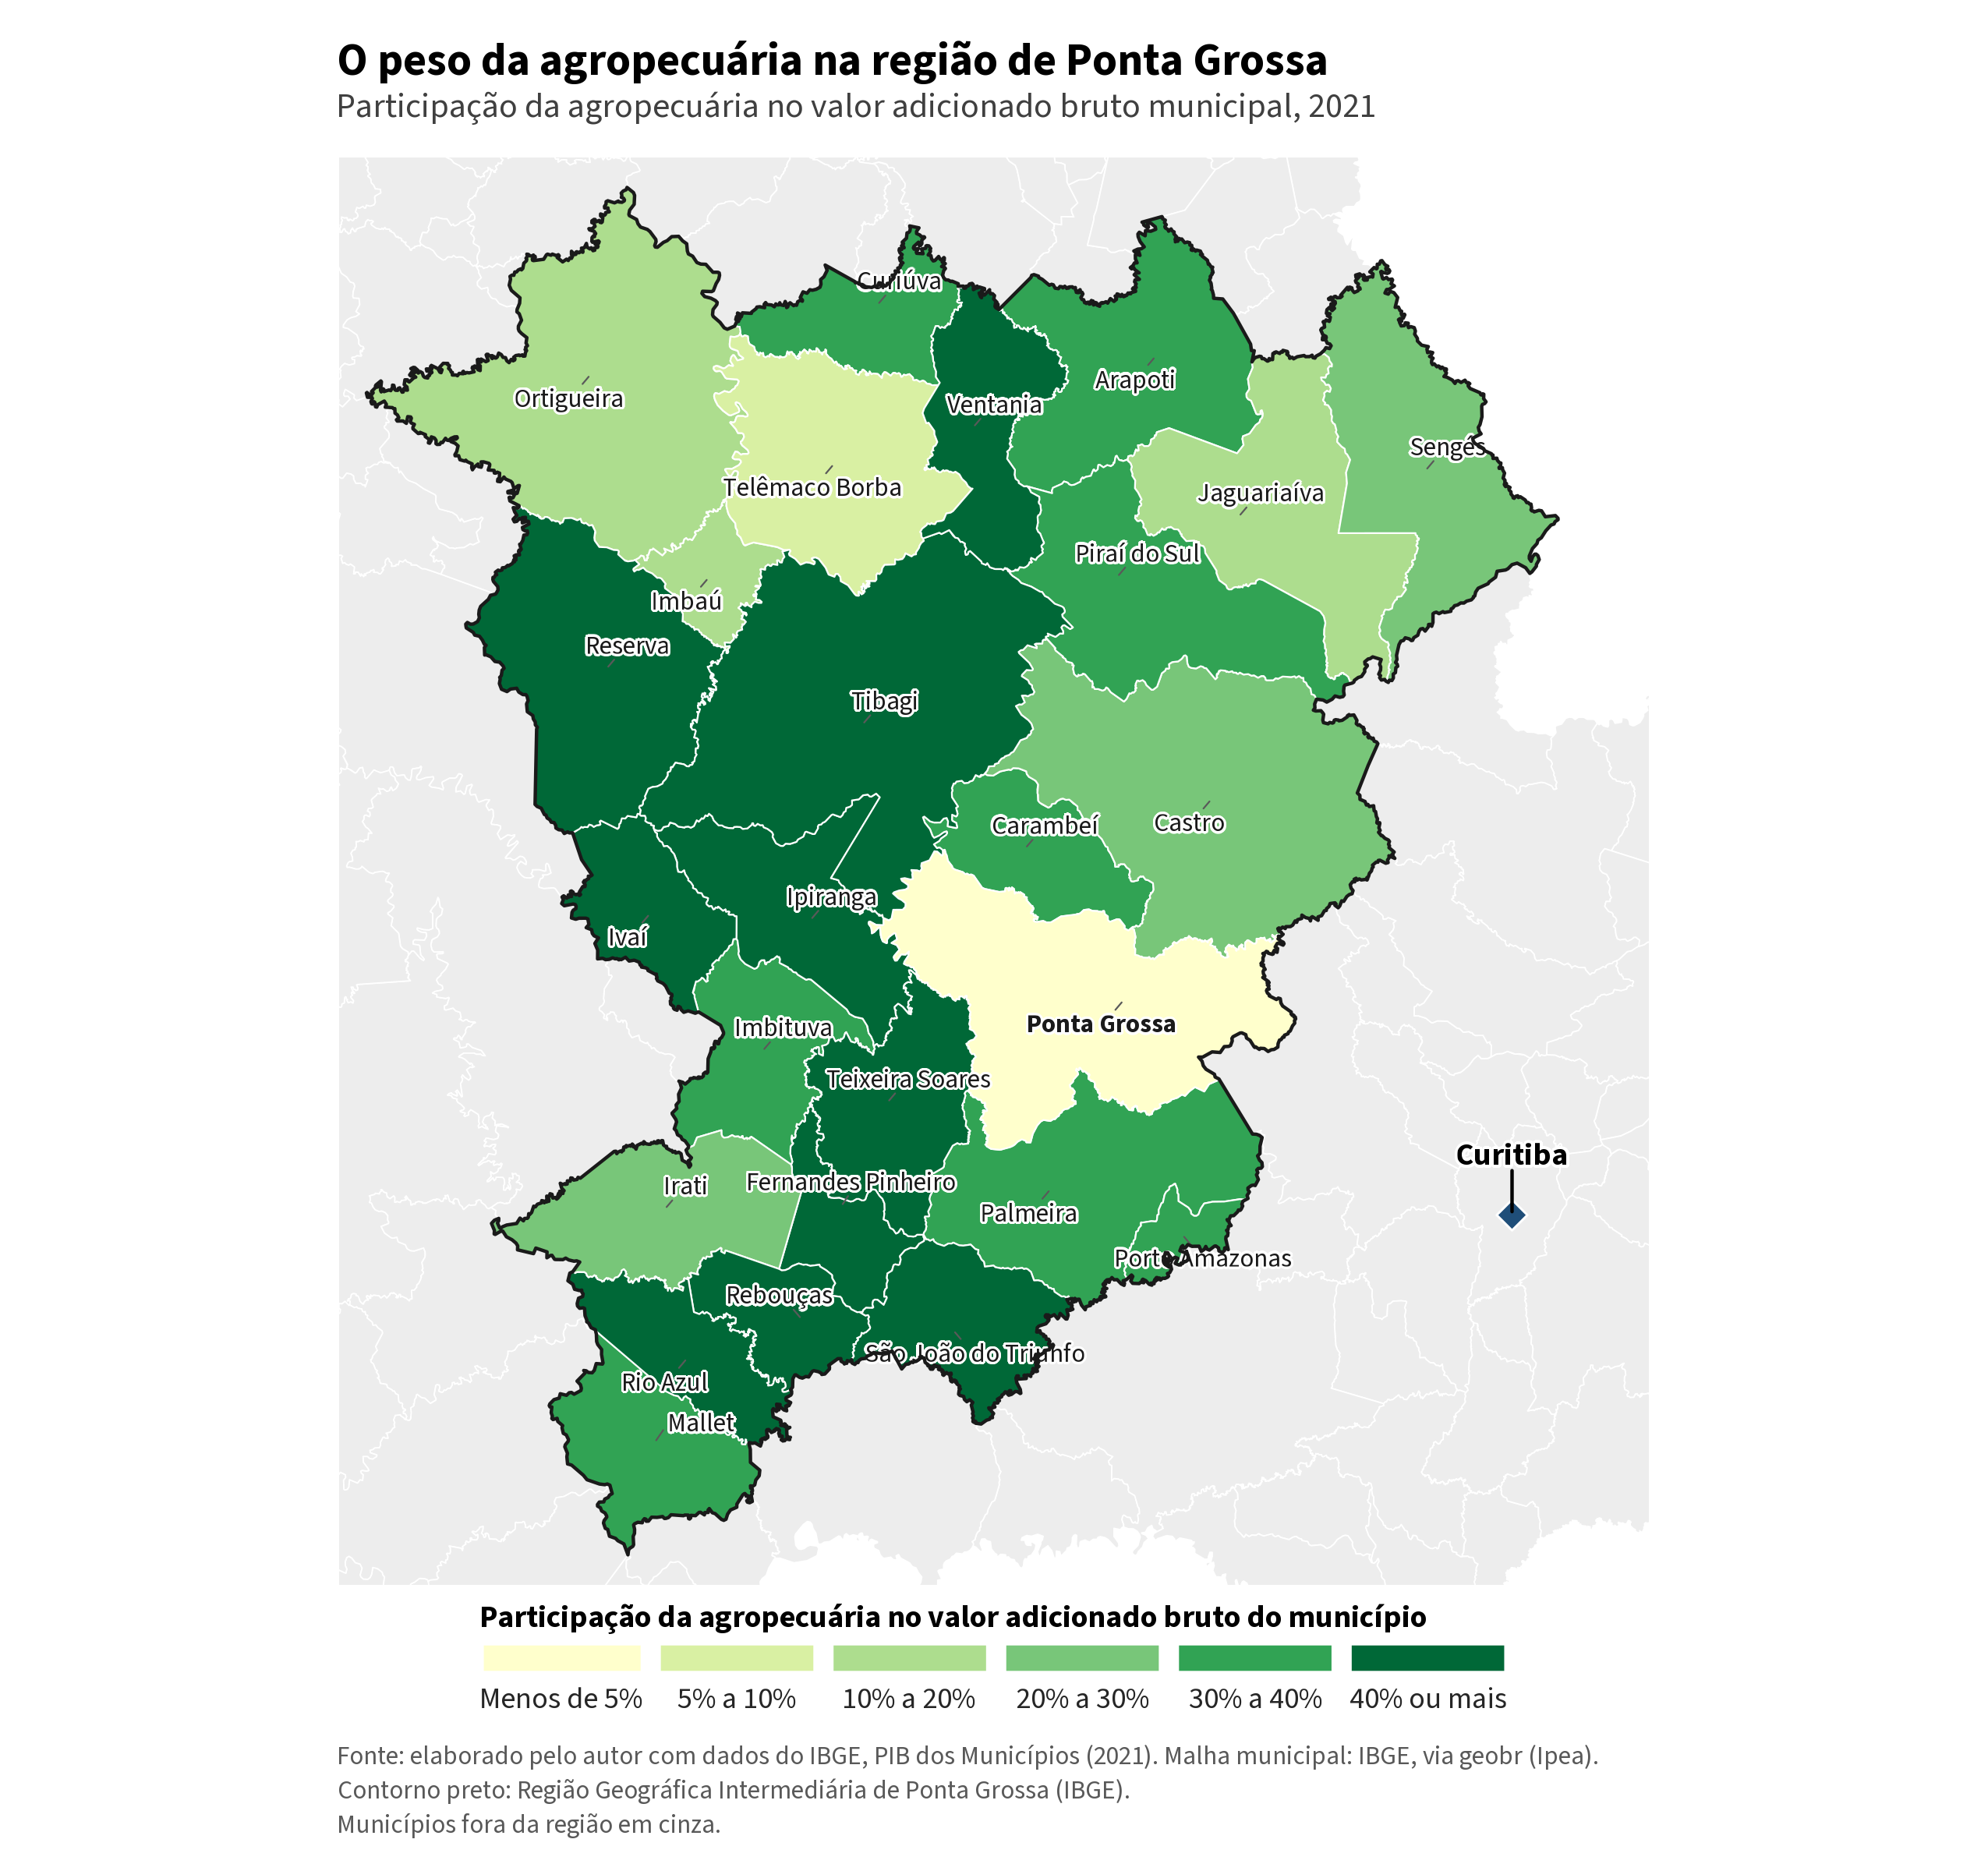 O peso da agropecuária na região de Ponta Grossa
Participação da agropecuária no valor adicionado bruto municipal, 2021
Curiúva
Arapoti
Ortigueira
Ventania
Sengés
Telêmaco Borba
Jaguariaíva
Piraí do Sul
Imbaú
Reserva
Tibagi
Carambeí
Castro
Ipiranga
Ivaí
Ponta Grossa
Imbituva
Teixeira Soares
Curitiba
Fernandes Pinheiro
Irati
Palmeira
Porto Amazonas
Rebouças
São João do Triunfo
Rio Azul
Mallet
Participação da agropecuária no valor adicionado bruto do município
Menos de 5%
5% a 10%
10% a 20%
20% a 30%
30% a 40%
40% ou mais
Fonte: elaborado pelo autor com dados do IBGE, PIB dos Municípios (2021). Malha municipal: IBGE, via geobr (Ipea).
Contorno preto: Região Geográfica Intermediária de Ponta Grossa (IBGE).
Municípios fora da região em cinza.